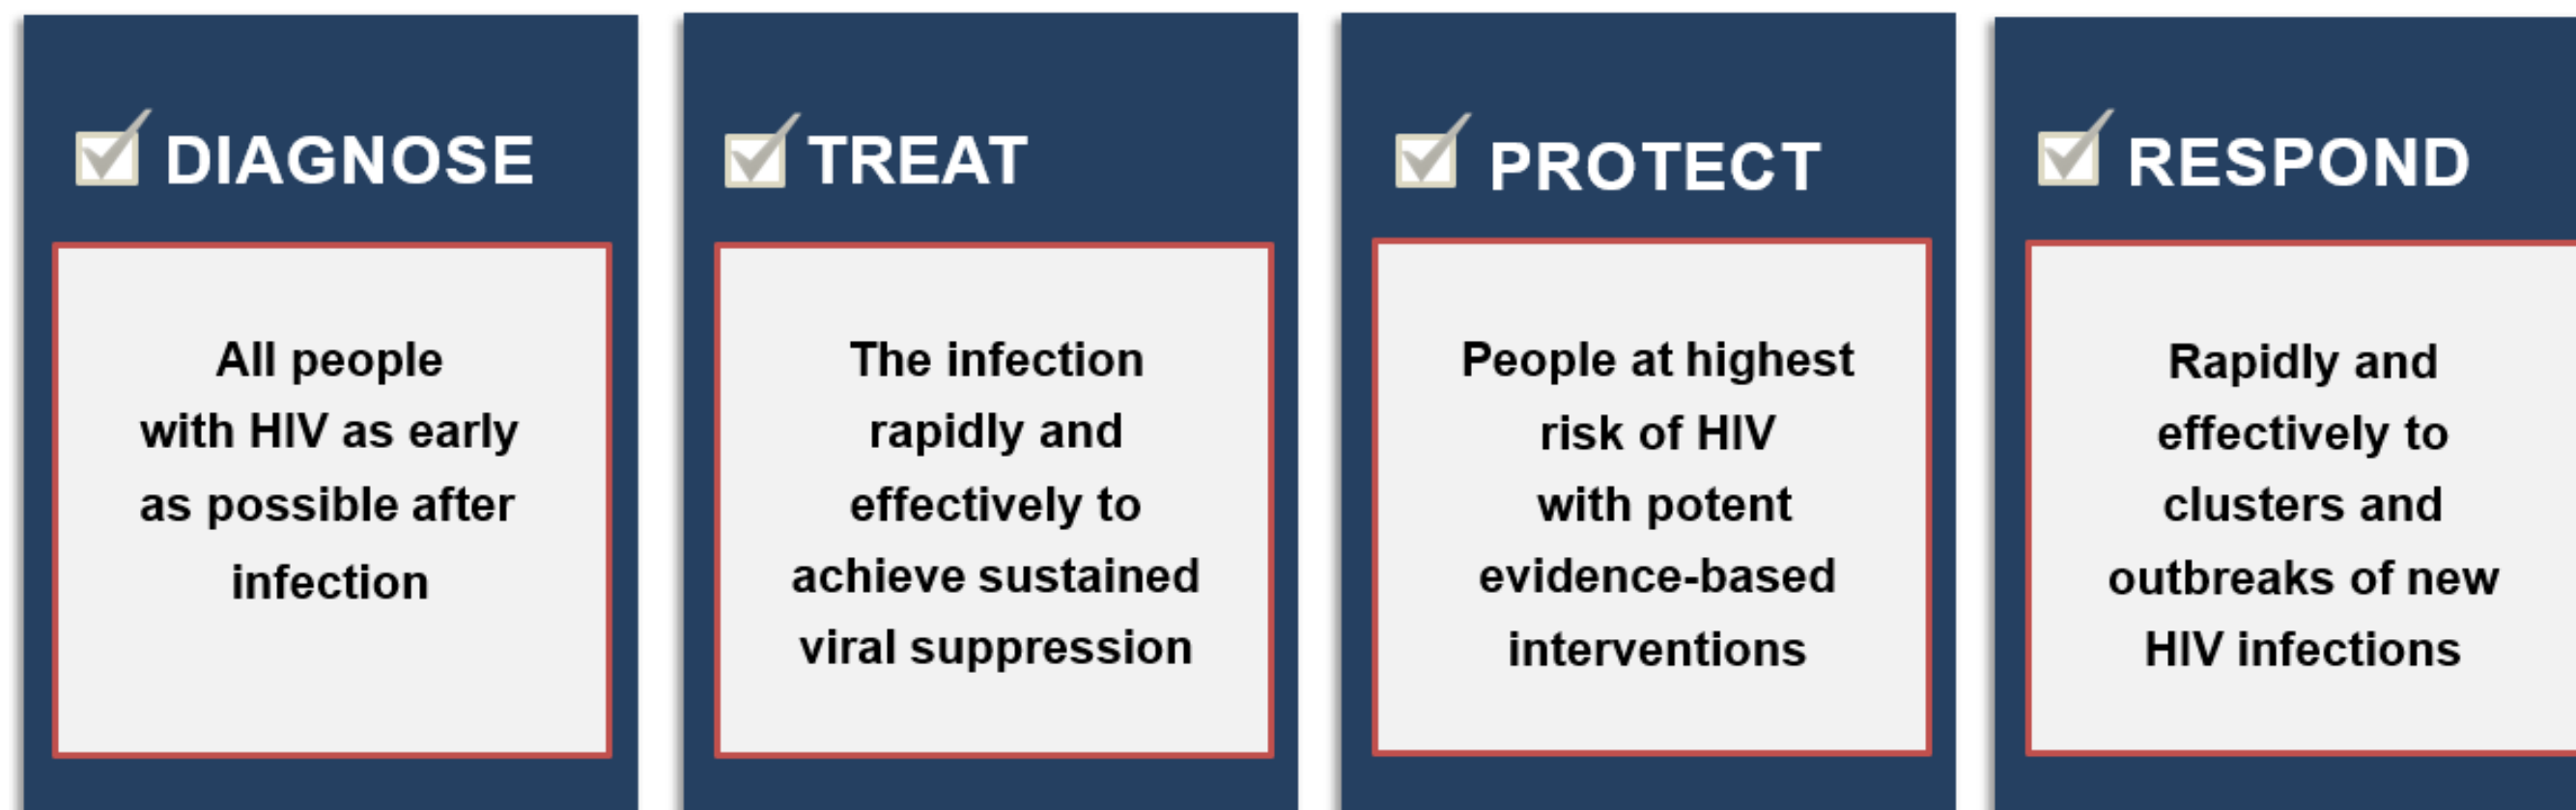 DIAGNOSE
All people
with HIV as early
as possible after
infection
TREAT
The infection
rapidly and
effectively to
achieve sustained
viral suppression
PROTECT
People at highest
risk of HIV
with potent
evidence-based
interventions
RESPOND
Rapidly and
effectively to
clusters and
outbreaks of new
HIV infections